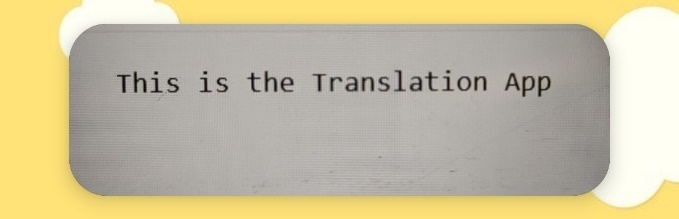 This is the Translation App